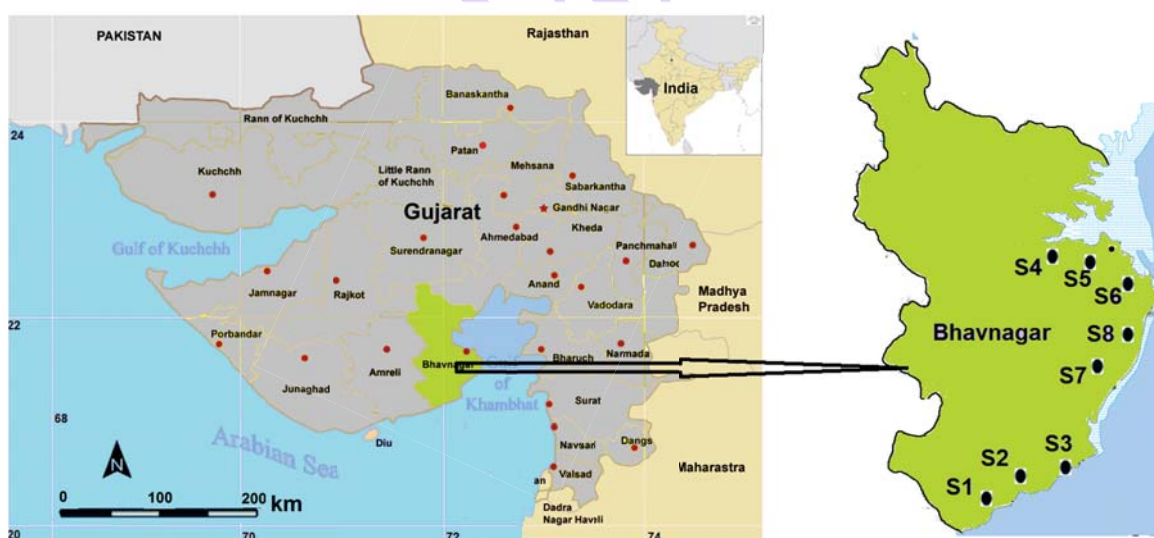 PAKISTAN
Rajasthan
India
Banaskantha
24
Rann of Kuchchh
Patan
Mehsana
Kuchchh
Little Rann
of Kuchchh
Sabarkantha
Gujarat
Gandhi Nagar
Kheda
Ahmedabad
Gulf of Kuchchh
Surendranagar
Panchmahall
Dahod
Jamnagar
Rajkot
Anand
Vadodara
Madhya
Pradesh
22
Porbandar
Bhavnagar
Bharuch
Narmada
Amreli
Junaghad
Gulf
of
Khambhat
Surat
68
Arabian Sea
Diu
Navsari
Dangs
N
Valsad
Maharastra
0 100 200 km
an
Dadra
Nagar Havili
20
70
72
74
S4
S5
S6
Bhavnagar
S8
S7
S3
S2
S1